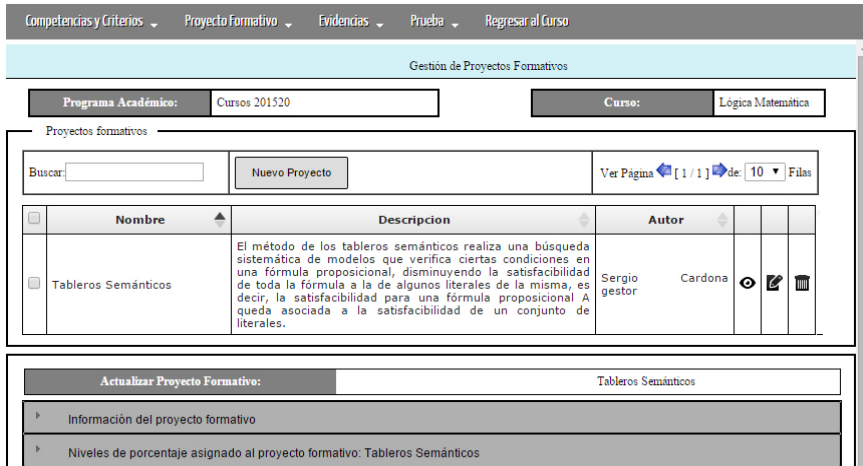 Competencias y Criterios Proyecto Formativo Evidencias Prueba Regresar al Curso
Gestión de Proyectos Formativos
Programa Académico: Cursos 201520 Curso: Lógica Matemática
Proyectos formativos
Buscar: Nuevo Proyecto Ver Página [ 1 / 1 ] de: 10 Filas
Nombre Descripcion Autor
El método de los tableros semánticos realiza una búsqueda
sistemática de modelos que verifica ciertas condiciones en
una fórmula proposicional, disminuyendo la satisfacibilidad
de toda la fórmula a la de algunos literales de la misma, es
decir, la satisfacibilidad para una fórmula proposicional A
queda asociada a la satisfacibilidad de un conjunto de
literales.
Tableros Semánticos
Sergio Cardona
gestor
Actualizar Proyecto Formativo: Tableros Semánticos
Información del proyecto formativo
Niveles de porcentaje asignado al proyecto formativo: Tableros Semánticos